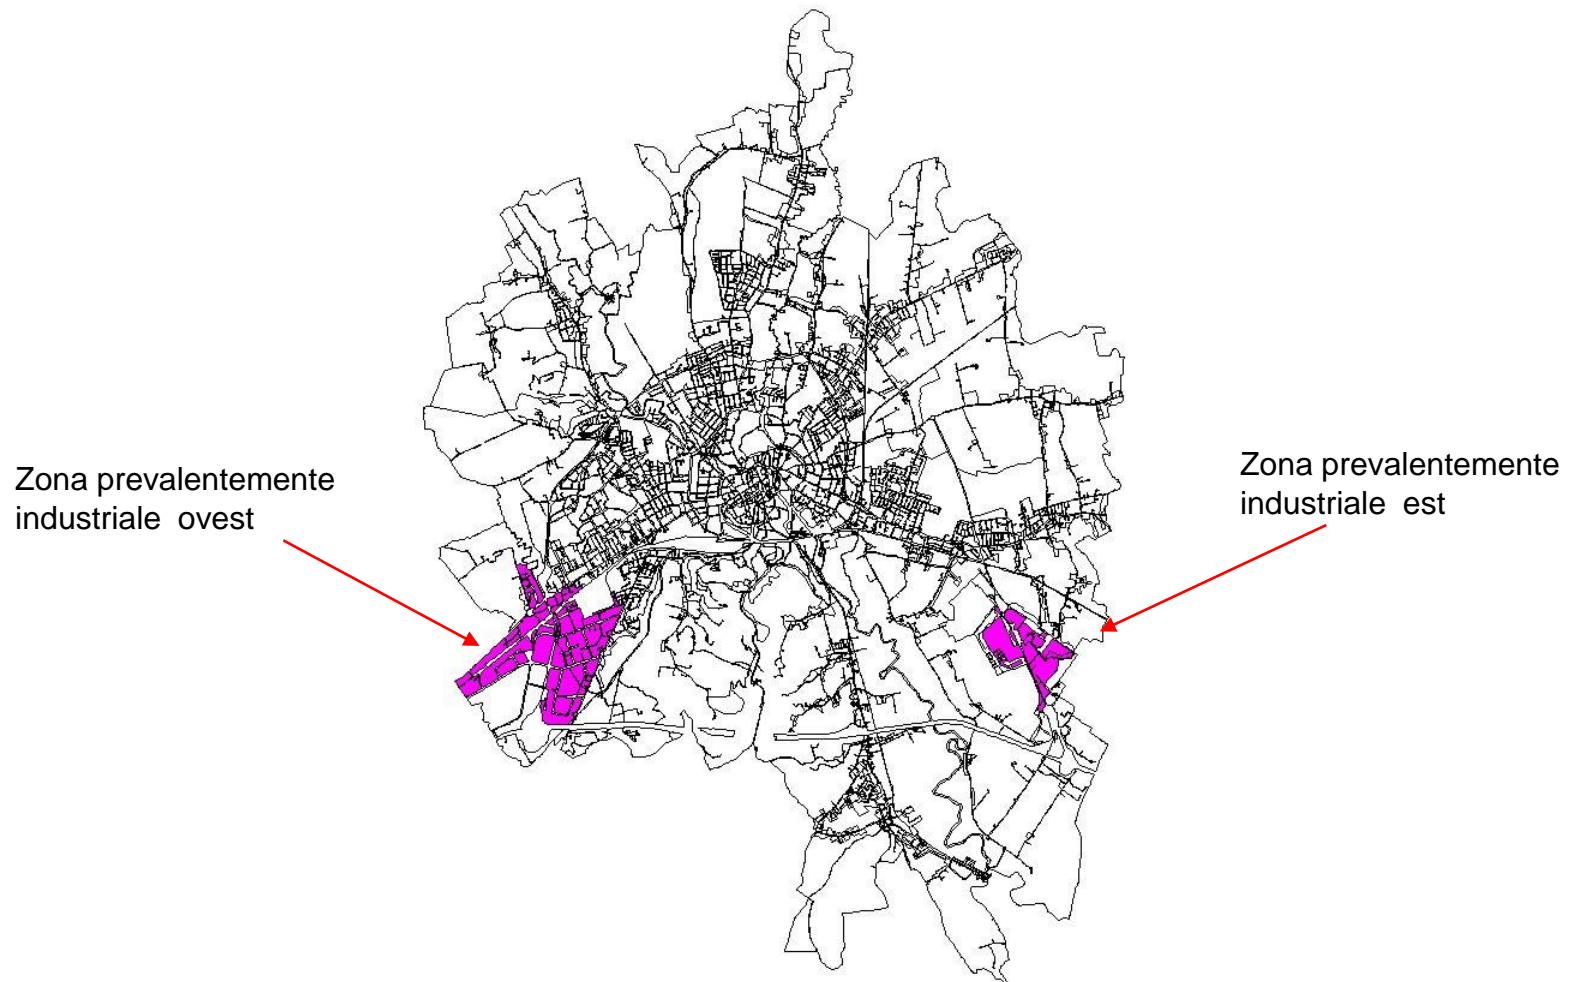 Zona prevalentemente
industriale ovest
Zona prevalentemente
industriale est